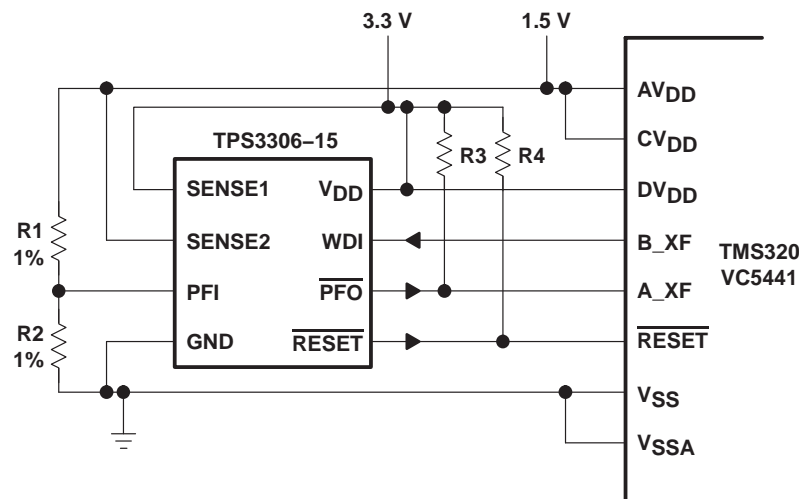 3.3 V
1.5 V
TPS3306–15
SENSE1
SENSE2
PFI
GND
VDD
WDI
PFO
RESET
R1
1%
R2
1%
R3
R4
AVDD
CVDD
DVDD
B_XF
A_XF
RESET
VSS
VSSA
TMS320
VC5441